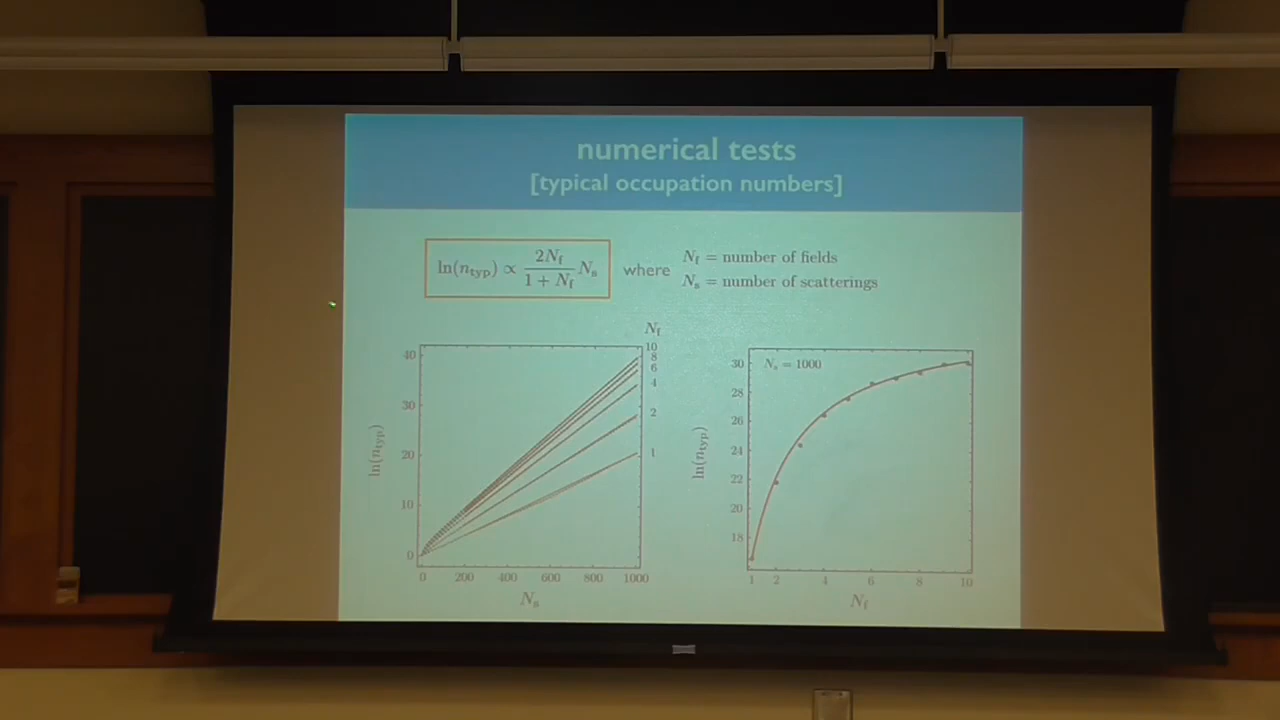 numerical tests
[typical occupation numbers]
ln(n_typ) ∝ 2N_f / (1 + N_f) N_s where N_f = number of fields
N_s = number of scatterings
N_f
10
8
6
4
2
1
40
30
20
10
0
ln(n_typ)
0 200 400 600 800 1000
N_s
N_s = 1000
30
28
26
24
22
20
18
ln(n_typ)
1 2 4 6 8 10
N_f